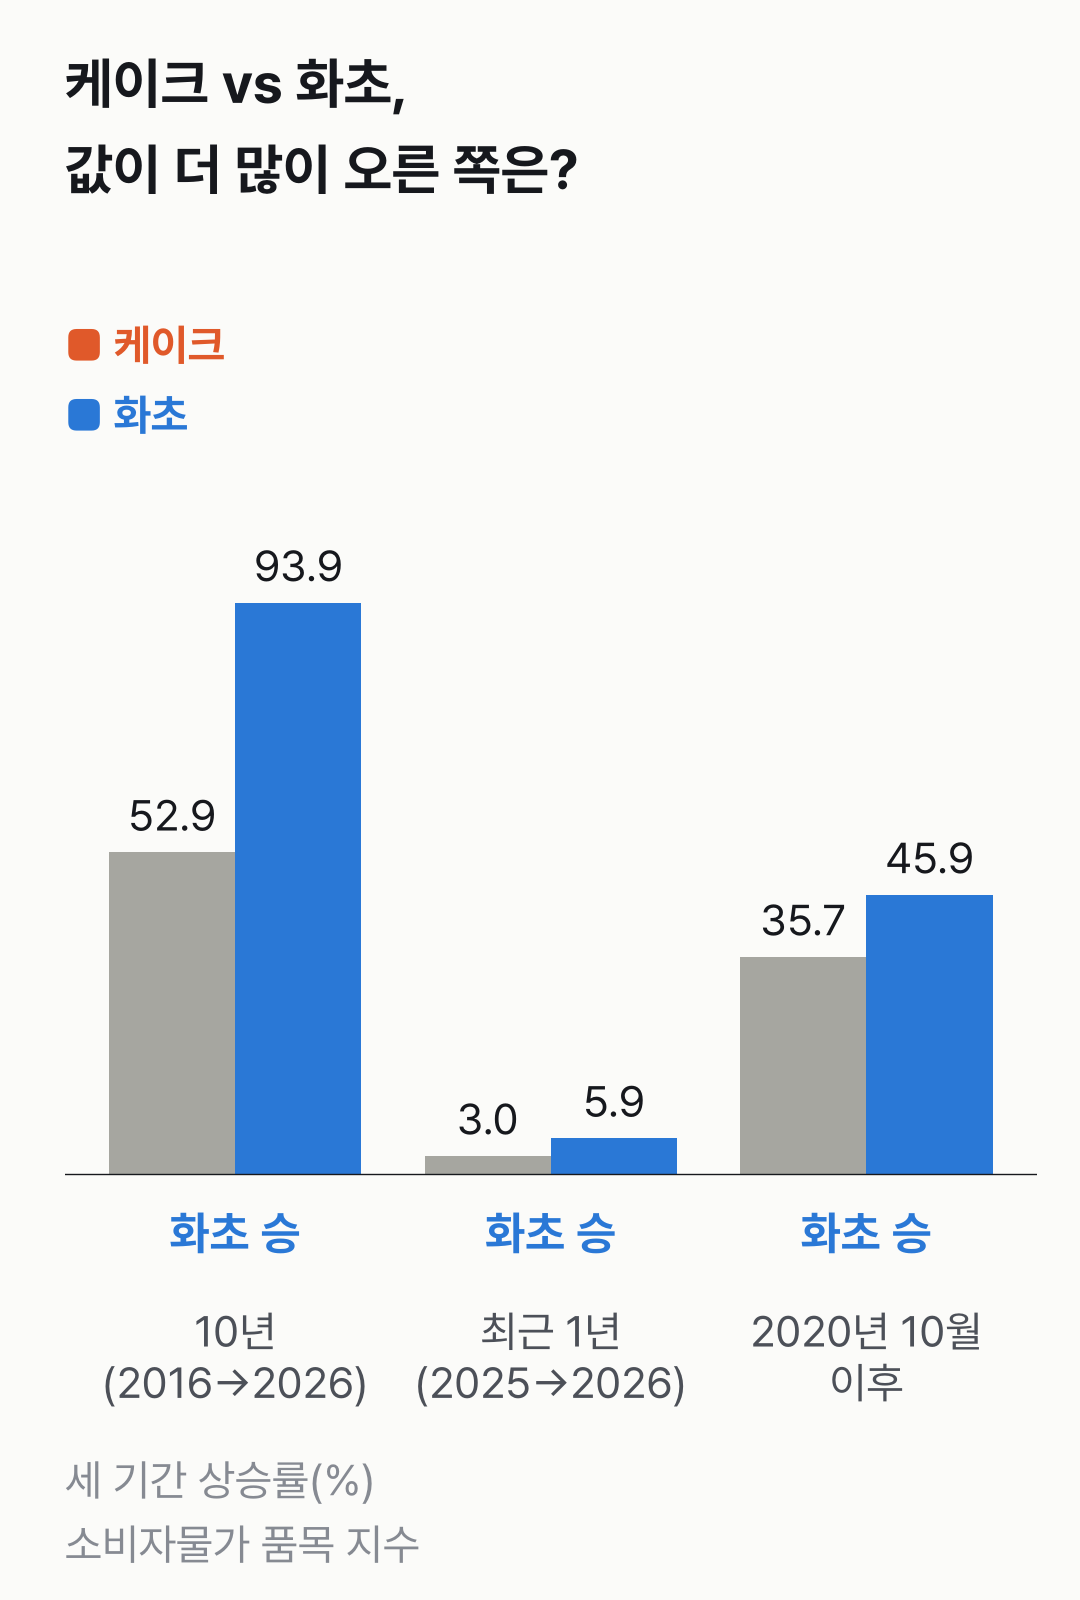 케이크 vs 화초,
값이 더 많이 오른 쪽은?
케이크
화초
93.9
52.9
45.9
35.7
5.9
3.0
화초 승
화초 승
화초 승
10년
(2016→2026)
최근 1년
(2025→2026)
2020년 10월
이후
세 기간 상승률(%)
소비자물가 품목 지수